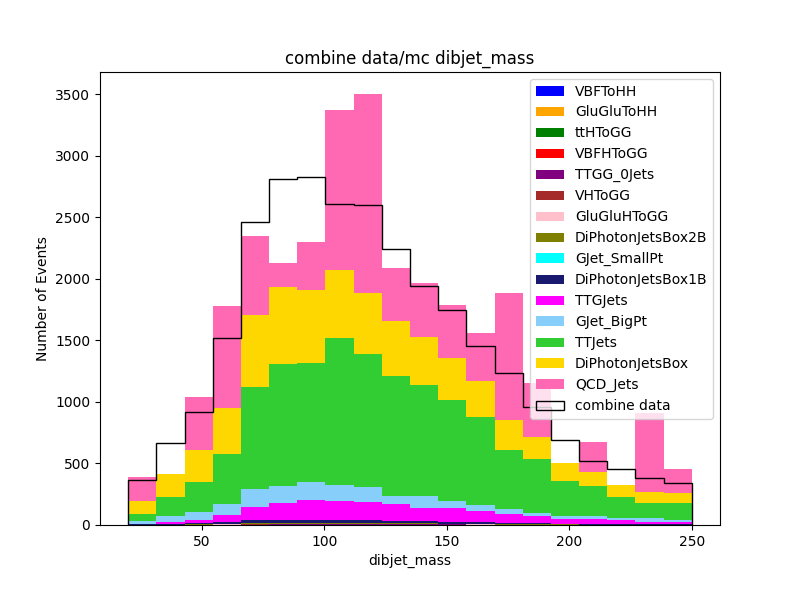 combine data/mc dibjet_mass
3500
3000
2500
2000
1500
1000
500
0
Number of Events
50
100
150
200
250
dibjet_mass
VBFToHH
GluGluToHH
ttHToGG
VBFHToGG
TTGG_0Jets
VHToGG
GluGluHToGG
DiPhotonJetsBox2B
GJet_SmallPt
DiPhotonJetsBox1B
TTGJets
GJet_BigPt
TTJets
DiPhotonJetsBox
QCD_Jets
combine data